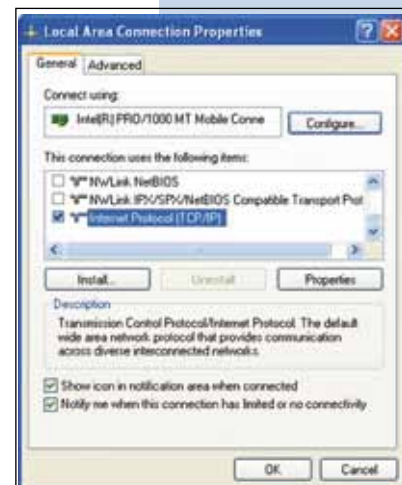 Local Area Connection Properties
General
Advanced
Connect using:
Intel(R) PRO/1000 MT Mobile Conne
Configure...
This connection uses the following items:
NWLink NetBIOS
NWLink IPX/SPX/NetBIOS Compatible Transport Prot
Internet Protocol (TCP/IP)
Install...
Uninstall
Properties
Description
Transmission Control Protocol/Internet Protocol. The default
wide area network protocol that provides communication
across diverse interconnected networks.
Show icon in notification area when connected
Notify me when this connection has limited or no connectivity
OK
Cancel